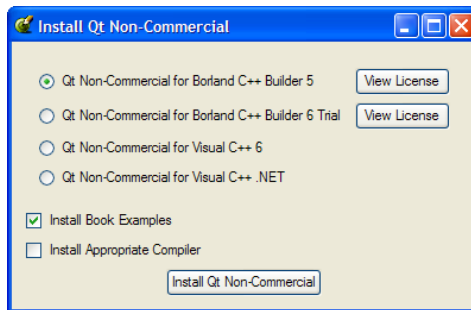 Install Qt Non-Commercial
Qt Non-Commercial for Borland C++ Builder 5 View License
Qt Non-Commercial for Borland C++ Builder 6 Trial View License
Qt Non-Commercial for Visual C++ 6
Qt Non-Commercial for Visual C++ .NET
Install Book Examples
Install Appropriate Compiler
Install Qt Non-Commercial